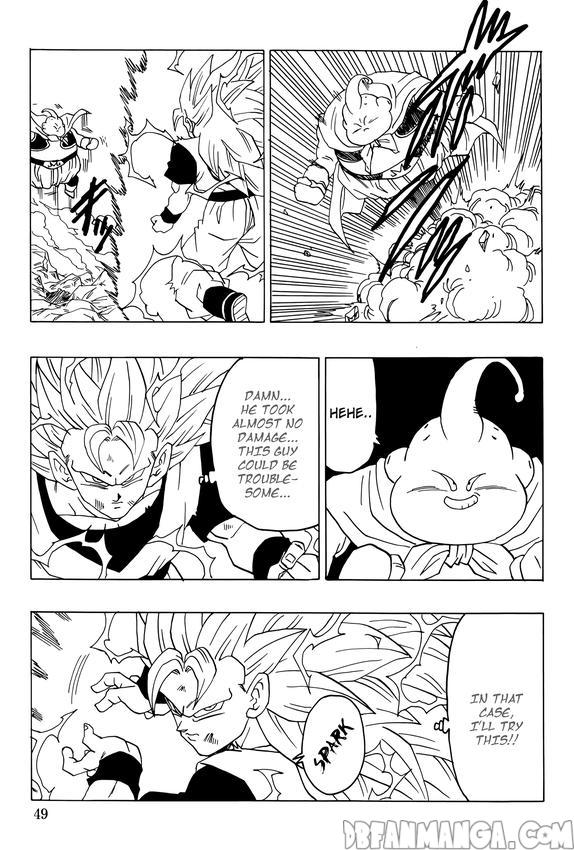 HEHE..
DAMN...
HE TOOK
ALMOST NO
DAMAGE...
THIS GUY
COULD BE
TROUBLE-
SOME...
IN THAT
CASE,
I'LL TRY
THIS!!
SPARK
49
DBFANMANGA.COM